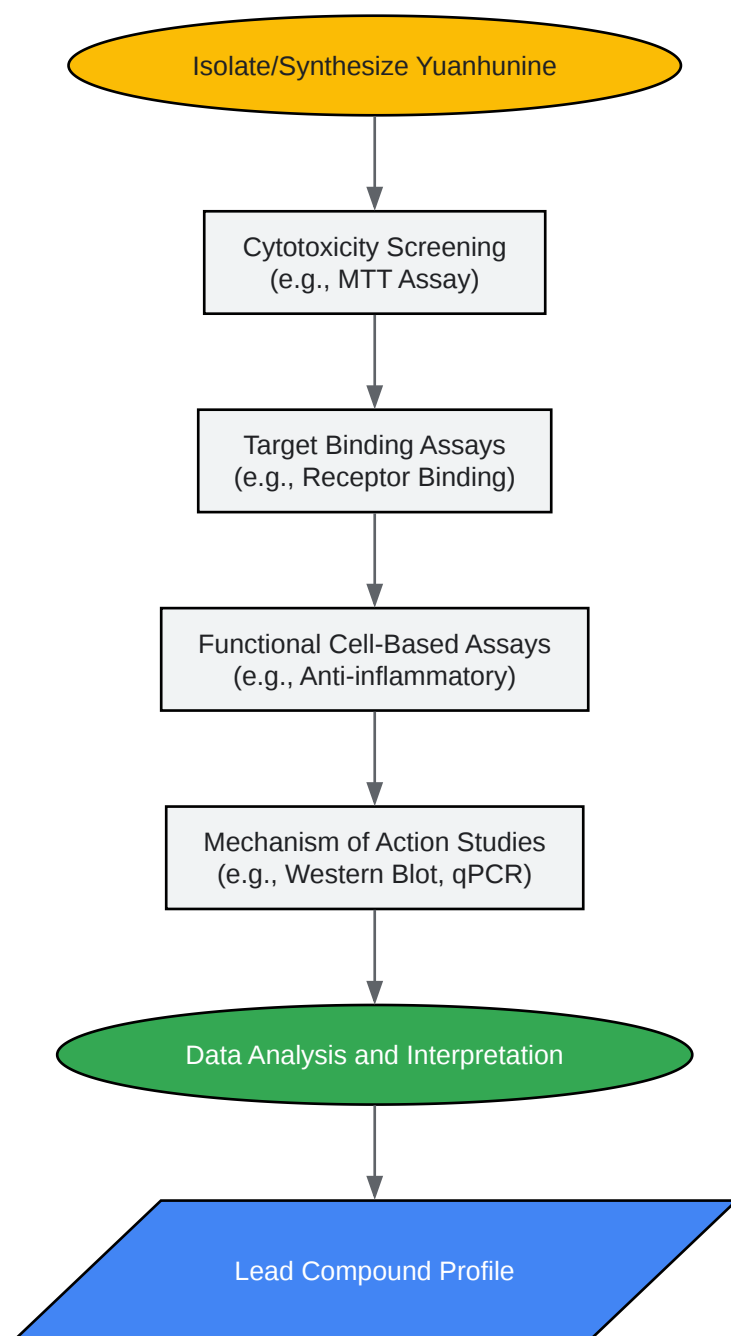 Isolate/Synthesize Yuanhunine
Cytotoxicity Screening
(e.g., MTT Assay)
Target Binding Assays
(e.g., Receptor Binding)
Functional Cell-Based Assays
(e.g., Anti-inflammatory)
Mechanism of Action Studies
(e.g., Western Blot, qPCR)
Data Analysis and Interpretation
Lead Compound Profile